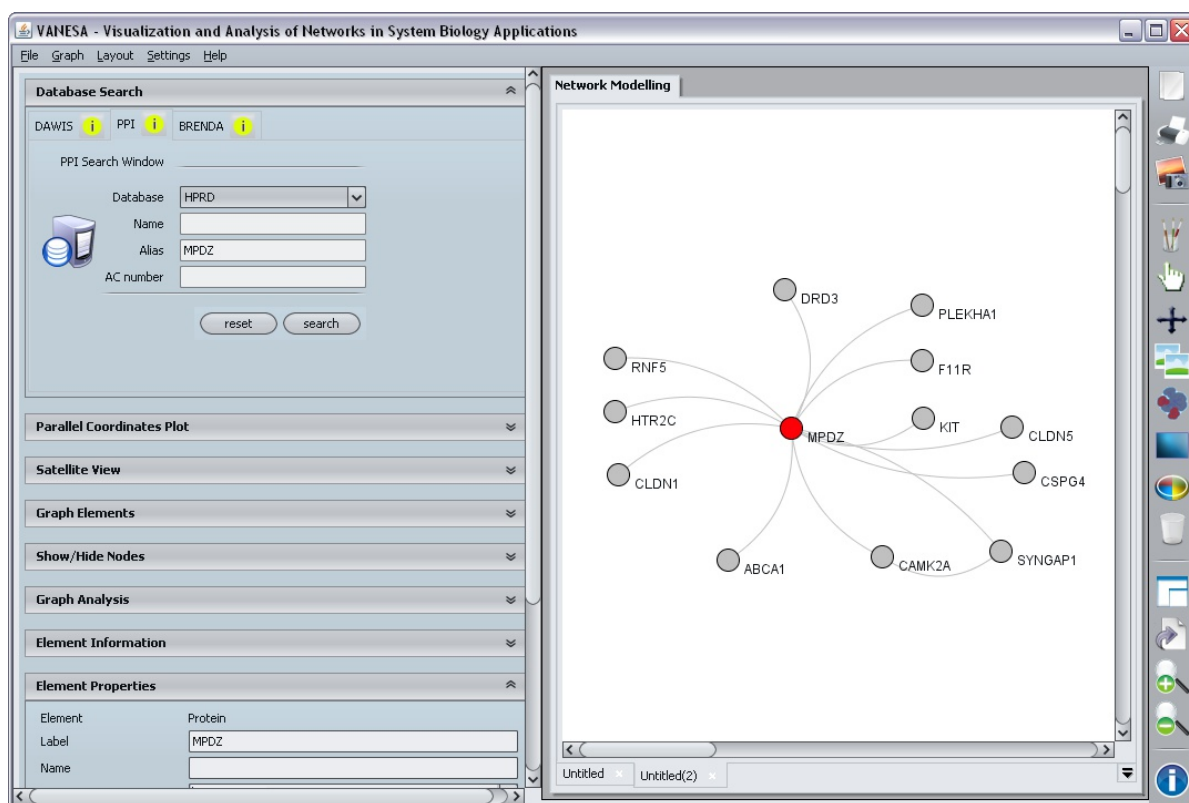 VANESA - Visualization and Analysis of Networks in System Biology Applications
File Graph Layout Settings Help
Database Search
DAWIS i PPI i BRENDA i
PPI Search Window
Database HPRD
Name
Alias MPDZ
AC number
reset search
Parallel Coordinates Plot
Satellite View
Graph Elements
Show/Hide Nodes
Graph Analysis
Element Information
Element Properties
Element Protein
Label MPDZ
Name
Network Modelling
DRD3
PLEKHA1
RNF5
F11R
HTR2C
KIT
MPDZ
CLDN5
CLDN1
CSPG4
ABCA1
CAMK2A
SYNGAP1
Untitled Untitled(2)